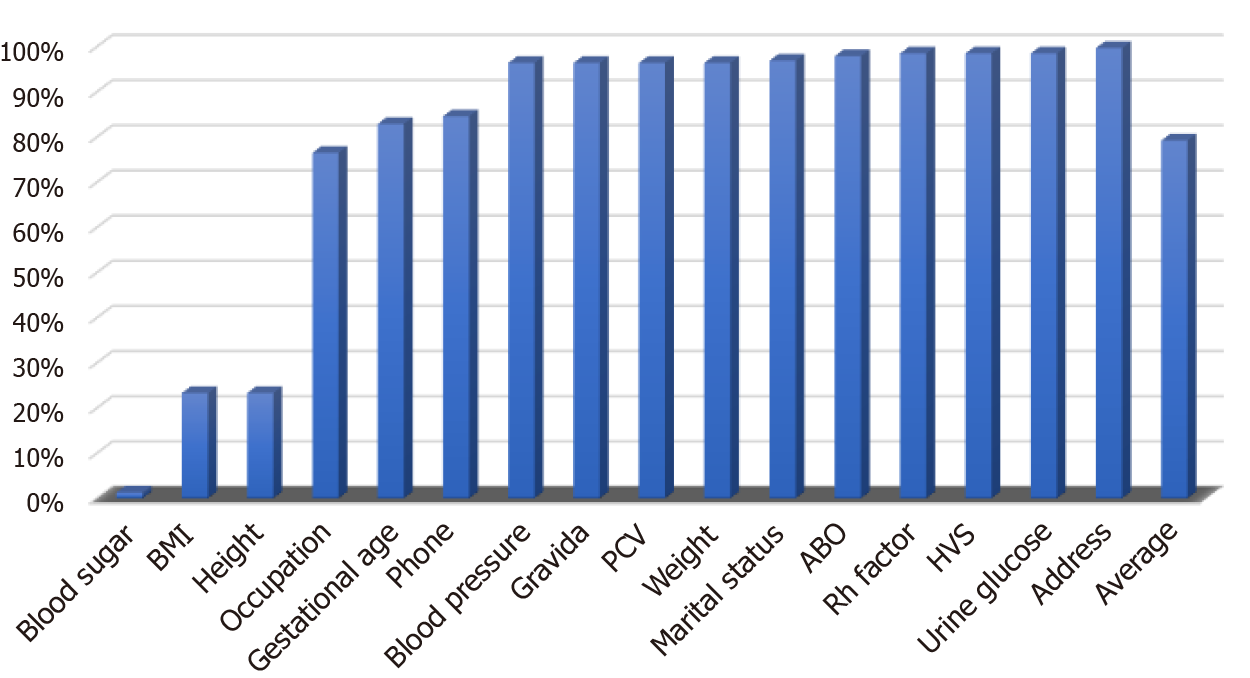 100%
90%
80%
70%
60%
50%
40%
30%
20%
10%
0%
Blood sugar
BMI
Height
Occupation
Gestational age
Phone
Blood pressure
Gravida
PCV
Weight
Marital status
ABO
Rh factor
HVS
Urine glucose
Address
Average